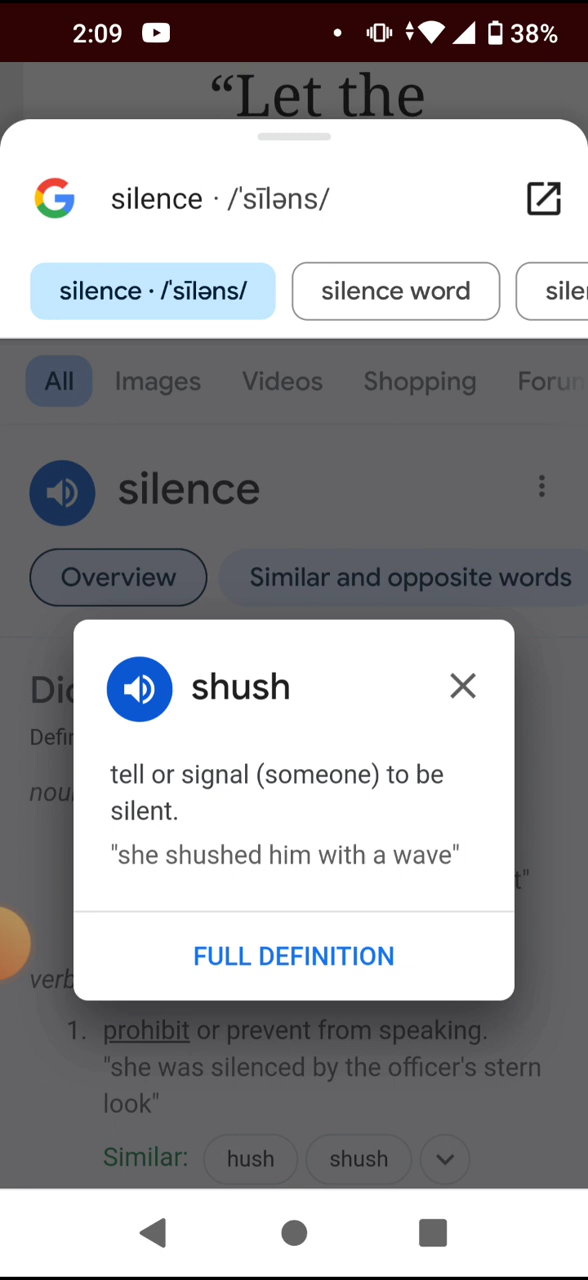 2:09
38%
“Let the
silence · /ˈsīləns/
silence · /ˈsīləns/ silence word
All Images Videos Shopping
silence
Overview Similar and opposite words
shush
tell or signal (someone) to be
silent.
"she shushed him with a wave"
FULL DEFINITION
1. prohibit or prevent from speaking.
"she was silenced by the officer's stern
look"
Similar: hush shush